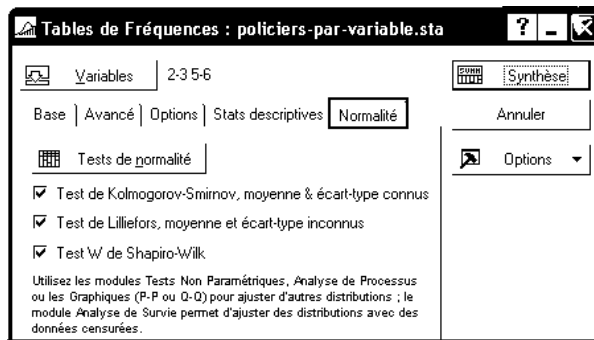 Tables de Fréquences : policiers-par-variable.sta
Variables 2-3 5-6
SUMM Synthèse
Base Avancé Options Stats descriptives Normalité
Annuler
Tests de normalité
Options
Test de Kolmogorov-Smirnov, moyenne & écart-type connus
Test de Lilliefors, moyenne et écart-type inconnus
Test W de Shapiro-Wilk
Utilisez les modules Tests Non Paramétriques, Analyse de Processus
ou les Graphiques (P-P ou Q-Q) pour ajuster d'autres distributions ; le
module Analyse de Survie permet d'ajuster des distributions avec des
données censurées.